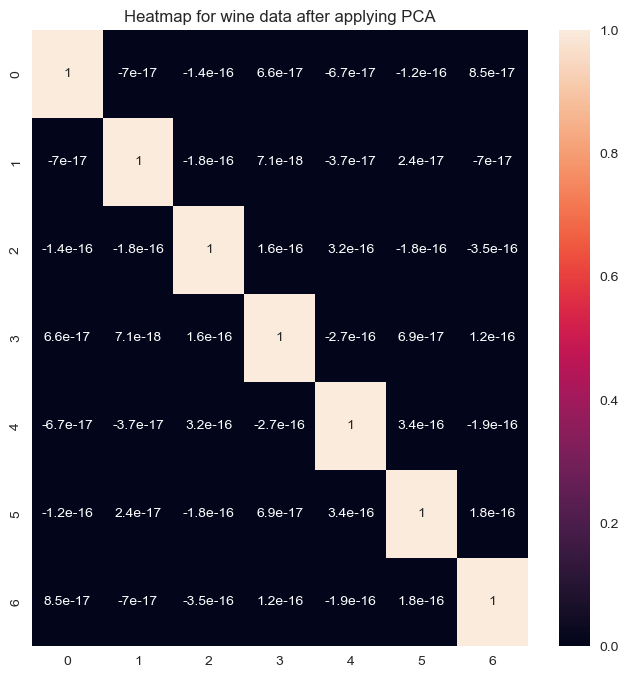 Heatmap for wine data after applying PCA
0 1 -7e-17 -1.4e-16 6.6e-17 -6.7e-17 -1.2e-16 8.5e-17
1 -7e-17 1 -1.8e-16 7.1e-18 -3.7e-17 2.4e-17 -7e-17
2 -1.4e-16 -1.8e-16 1 1.6e-16 3.2e-16 -1.8e-16 -3.5e-16
3 6.6e-17 7.1e-18 1.6e-16 1 -2.7e-16 6.9e-17 1.2e-16
4 -6.7e-17 -3.7e-17 3.2e-16 -2.7e-16 1 3.4e-16 -1.9e-16
5 -1.2e-16 2.4e-17 -1.8e-16 6.9e-17 3.4e-16 1 1.8e-16
6 8.5e-17 -7e-17 -3.5e-16 1.2e-16 -1.9e-16 1.8e-16 1
0 1 2 3 4 5 6
1.0
0.8
0.6
0.4
0.2
0.0